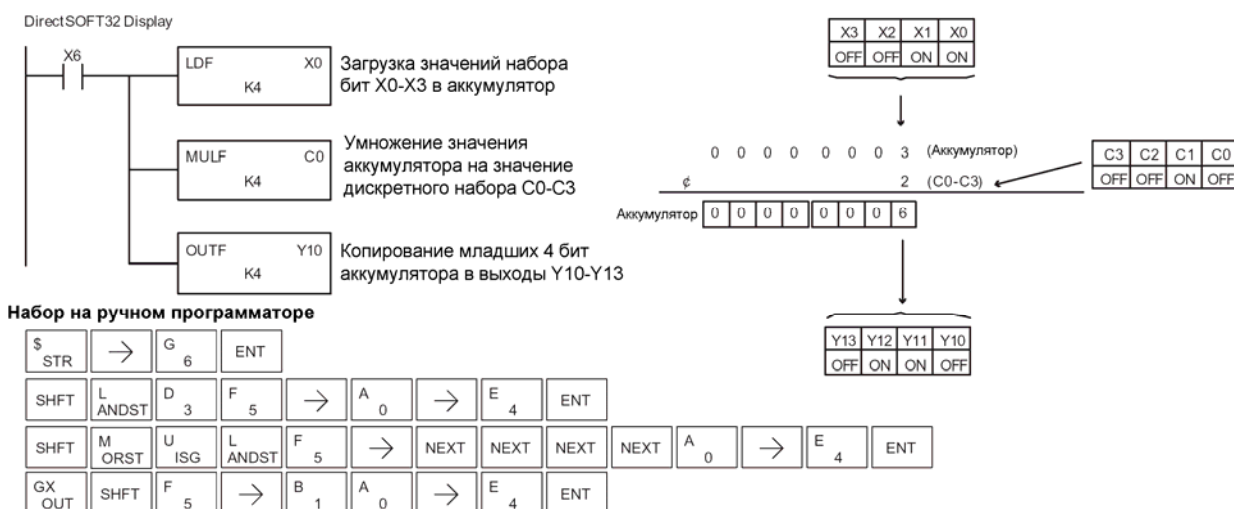 DirectSOFT32 Display
X6
LDF X0
K4
Загрузка значений набора
бит X0-X3 в аккумулятор
MULF C0
K4
Умножение значения
аккумулятора на значение
дискретного набора C0-C3
OUTF Y10
K4
Копирование младших 4 бит
аккумулятора в выходы Y10-Y13
X3 X2 X1 X0
OFF OFF ON ON
0 0 0 0 0 0 0 3 (Аккумулятор)
¢ 2 (C0-C3)
C3 C2 C1 C0
OFF OFF ON OFF
Аккумулятор 0 0 0 0 0 0 0 6
Y13 Y12 Y11 Y10
OFF ON ON OFF
Набор на ручном программаторе
$ STR → G 6 ENT
SHFT L ANDST D 3 F 5 → A 0 → E 4 ENT
SHFT M ORST U ISG L ANDST F 5 → NEXT NEXT NEXT NEXT A 0 → E 4 ENT
GX OUT SHFT F 5 → B 1 A 0 → E 4 ENT